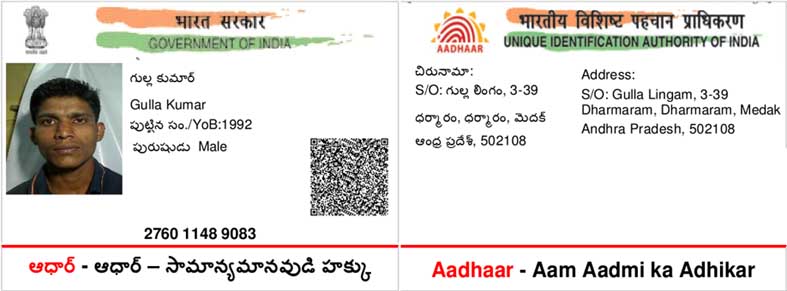 भारत सरकार
GOVERNMENT OF INDIA
గుల్ల కుమార్
Gulla Kumar
పుట్టిన సం./YoB:1992
పురుషుడు Male
2760 1148 9083
ఆధార్ - ఆధార్ – సామాన్యమానవుడి హక్కు
भारतीय विशिष्ट पहचान प्राधिकरण
AADHAAR
UNIQUE IDENTIFICATION AUTHORITY OF INDIA
చిరునామా:
S/O: గుల్ల లింగం, 3-39
ధర్మారం, ధర్మారం, మెదక్
ఆంధ్ర ప్రదేశ్, 502108
Address:
S/O: Gulla Lingam, 3-39
Dharmaram, Dharmaram, Medak
Andhra Pradesh, 502108
Aadhaar - Aam Aadmi ka Adhikar